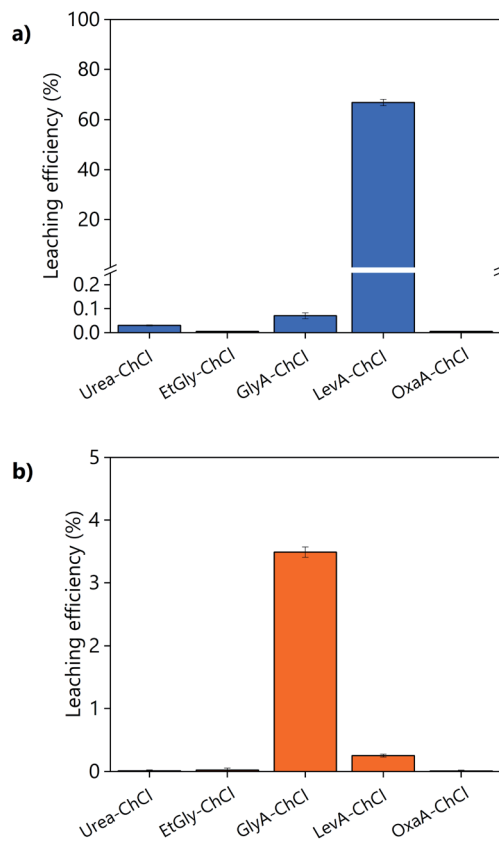 a)
Leaching efficiency (%)
100
80
60
40
20
0.2
0.1
0.0
Urea-ChCl
EtGly-ChCl
GlyA-ChCl
LevA-ChCl
OxaA-ChCl
b)
Leaching efficiency (%)
5
4
3
2
1
0
Urea-ChCl
EtGly-ChCl
GlyA-ChCl
LevA-ChCl
OxaA-ChCl